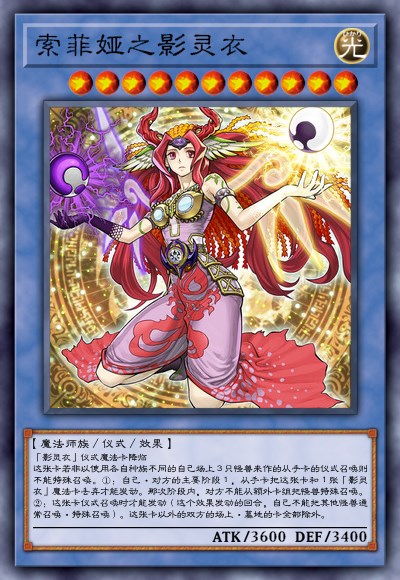 索菲娅之影灵衣
ひかり
光
【魔法师族／仪式／效果】
「影灵衣」仪式魔法卡降临
这张卡若非以使用各自种族不同的自己场上３只怪兽来作的从手卡的仪式召唤则
不能特殊召唤。①：自己·对方的主要阶段１，从手卡把这张卡和１张「影灵
衣」魔法卡丢弃才能发动。那次阶段内，对方不能从额外卡组把怪兽特殊召唤。
②：这张卡仪式召唤时才能发动（这个效果发动的回合，自己不能把其他怪兽通
常召唤·特殊召唤）。这张卡以外的双方的场上·墓地的卡全部除外。
ATK/3600 DEF/3400